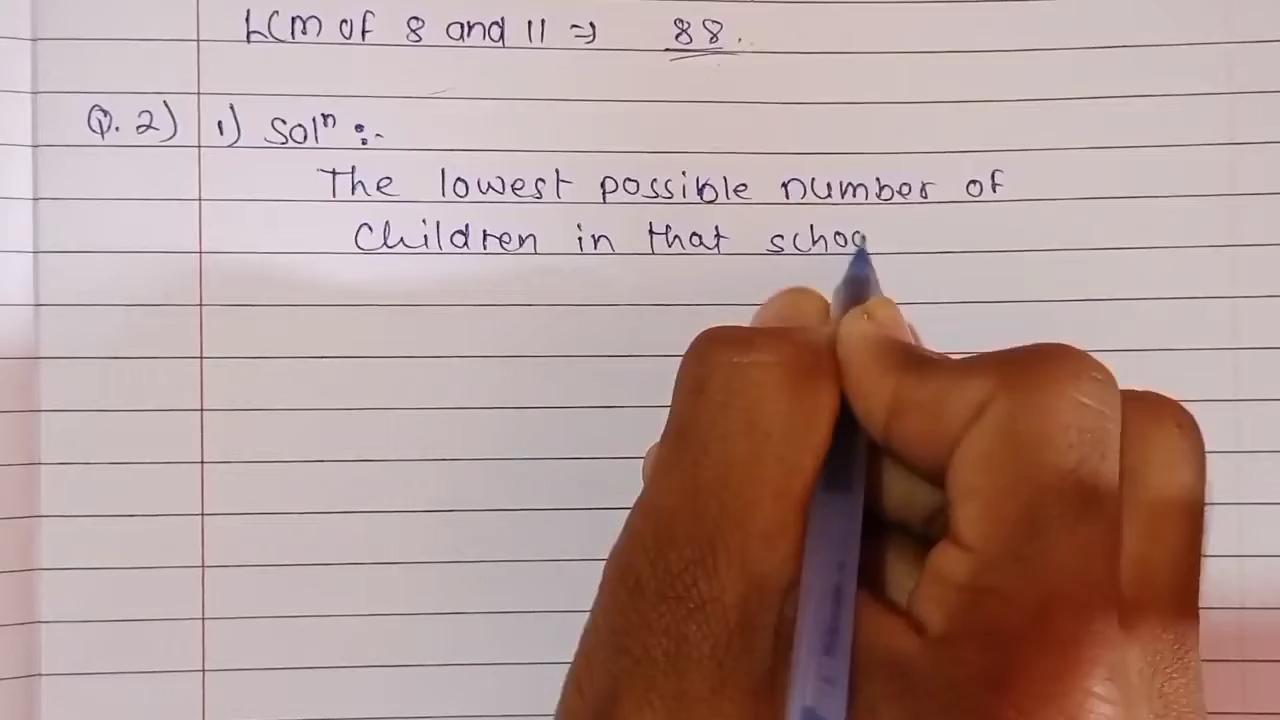 LCM of 8 and 11 ⇒ 88.
Q. 2) 1) Solⁿ :-
The lowest possible number of
children in that schoo